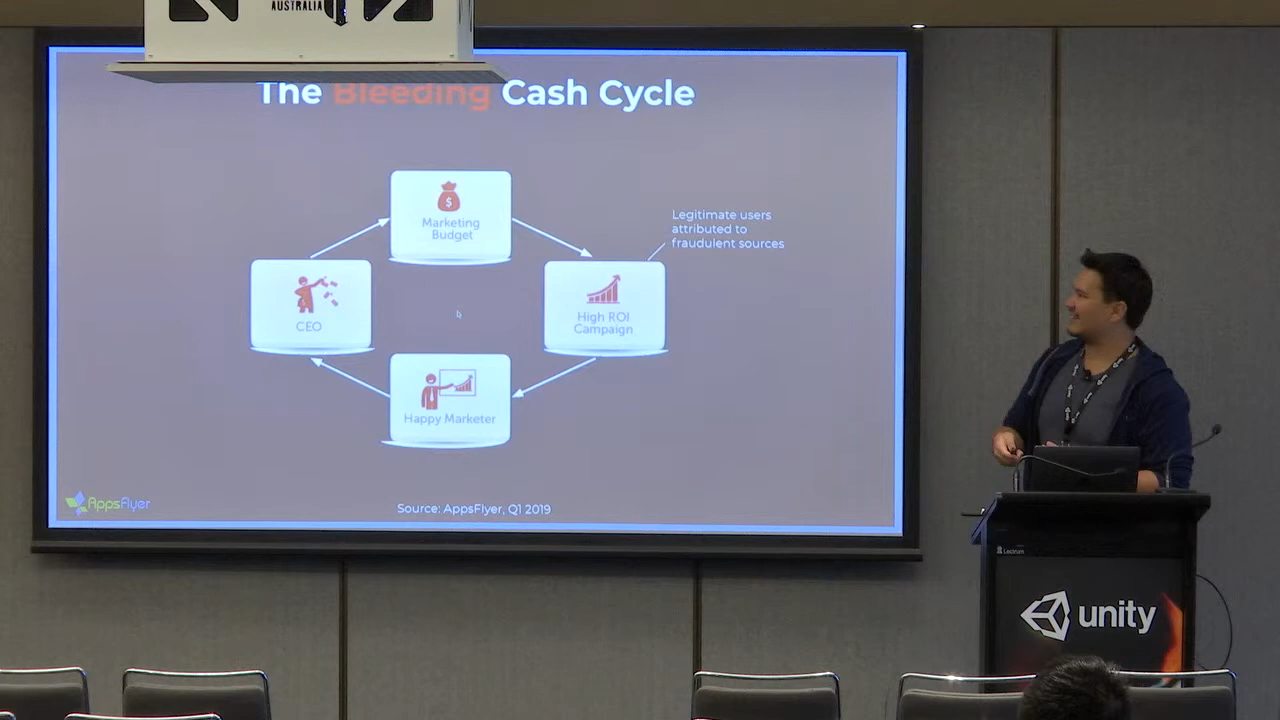 AUSTRALIA
The Bleeding Cash Cycle
$
Marketing
Budget
Legitimate users
attributed to
fraudulent sources
CEO
High ROI
Campaign
Happy Marketer
AppsFlyer
Source: AppsFlyer, Q1 2019
Lectrum
unity